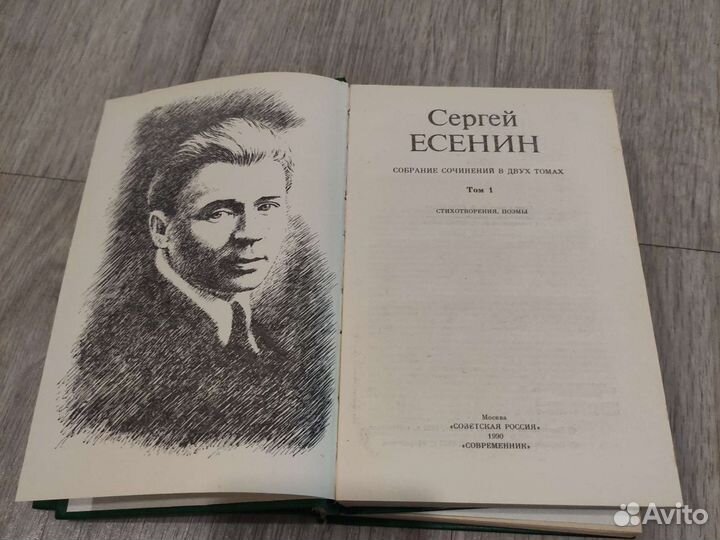 Сергей
ЕСЕНИН
СОБРАНИЕ СОЧИНЕНИЙ В ДВУХ ТОМАХ
Том 1
СТИХОТВОРЕНИЯ, ПОЭМЫ
Москва
«СОВЕТСКАЯ РОССИЯ»
1990
«СОВРЕМЕННИК»
Avito